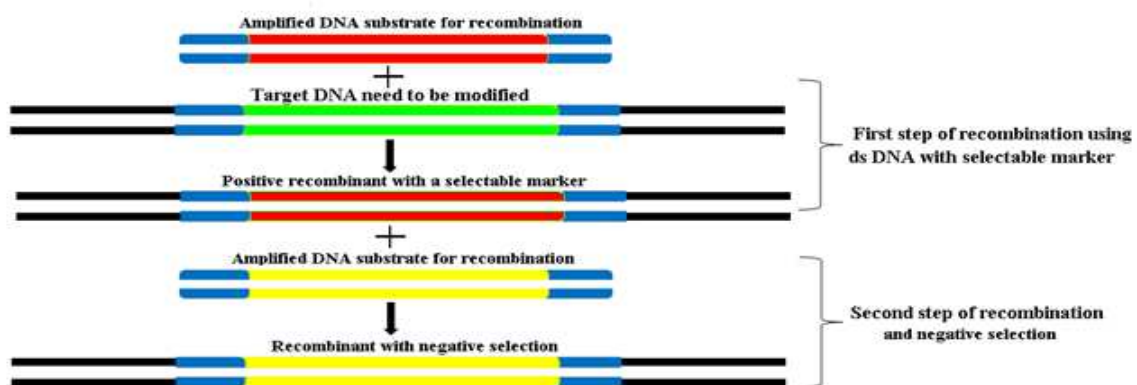 Amplified DNA substrate for recombination
Target DNA need to be modified
First step of recombination using
ds DNA with selectable marker
Positive recombinant with a selectable marker
Amplified DNA substrate for recombination
Second step of recombination
and negative selection
Recombinant with negative selection